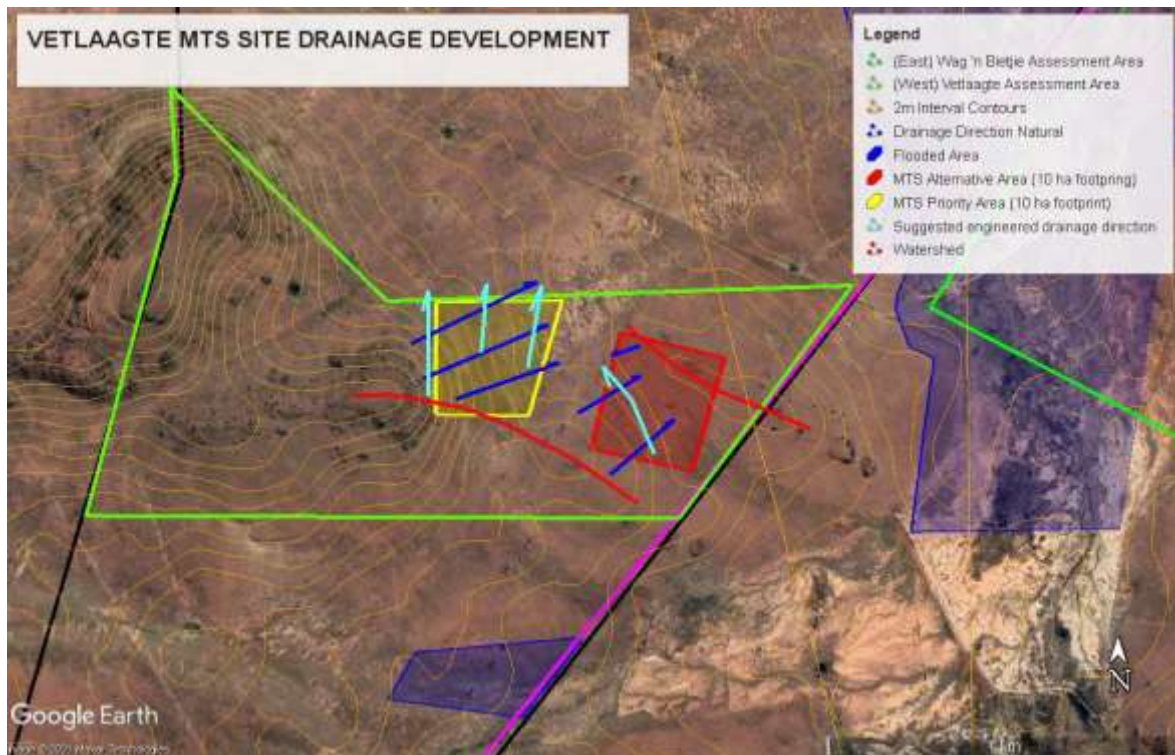 VETLAAGTE MTS SITE DRAINAGE DEVELOPMENT
Legend
(East) Wag 'n Bietjie Assessment Area
(West) Vetlaagte Assessment Area
2m Interval Contours
Drainage Direction Natural
Flooded Area
MTS Alternative Area (10 ha footpring)
MTS Priority Area (10 ha footprint)
Suggested engineered drainage direction
Watershed
N
Google Earth
Technologies